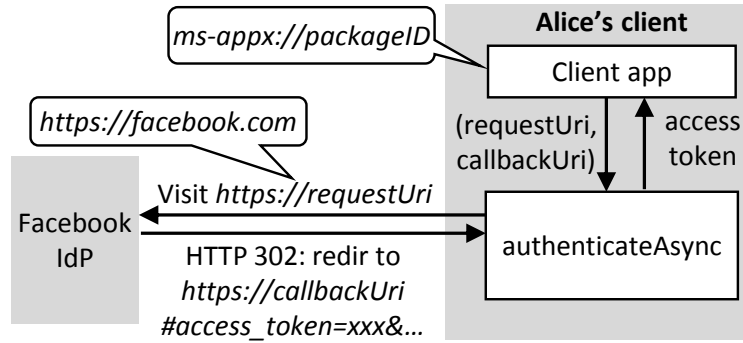 Alice's client
ms-appx://packageID
Client app
https://facebook.com
(requestUri,
callbackUri)
access
token
Visit https://requestUri
Facebook
IdP
authenticateAsync
HTTP 302: redir to
https://callbackUri
#access_token=xxx&...